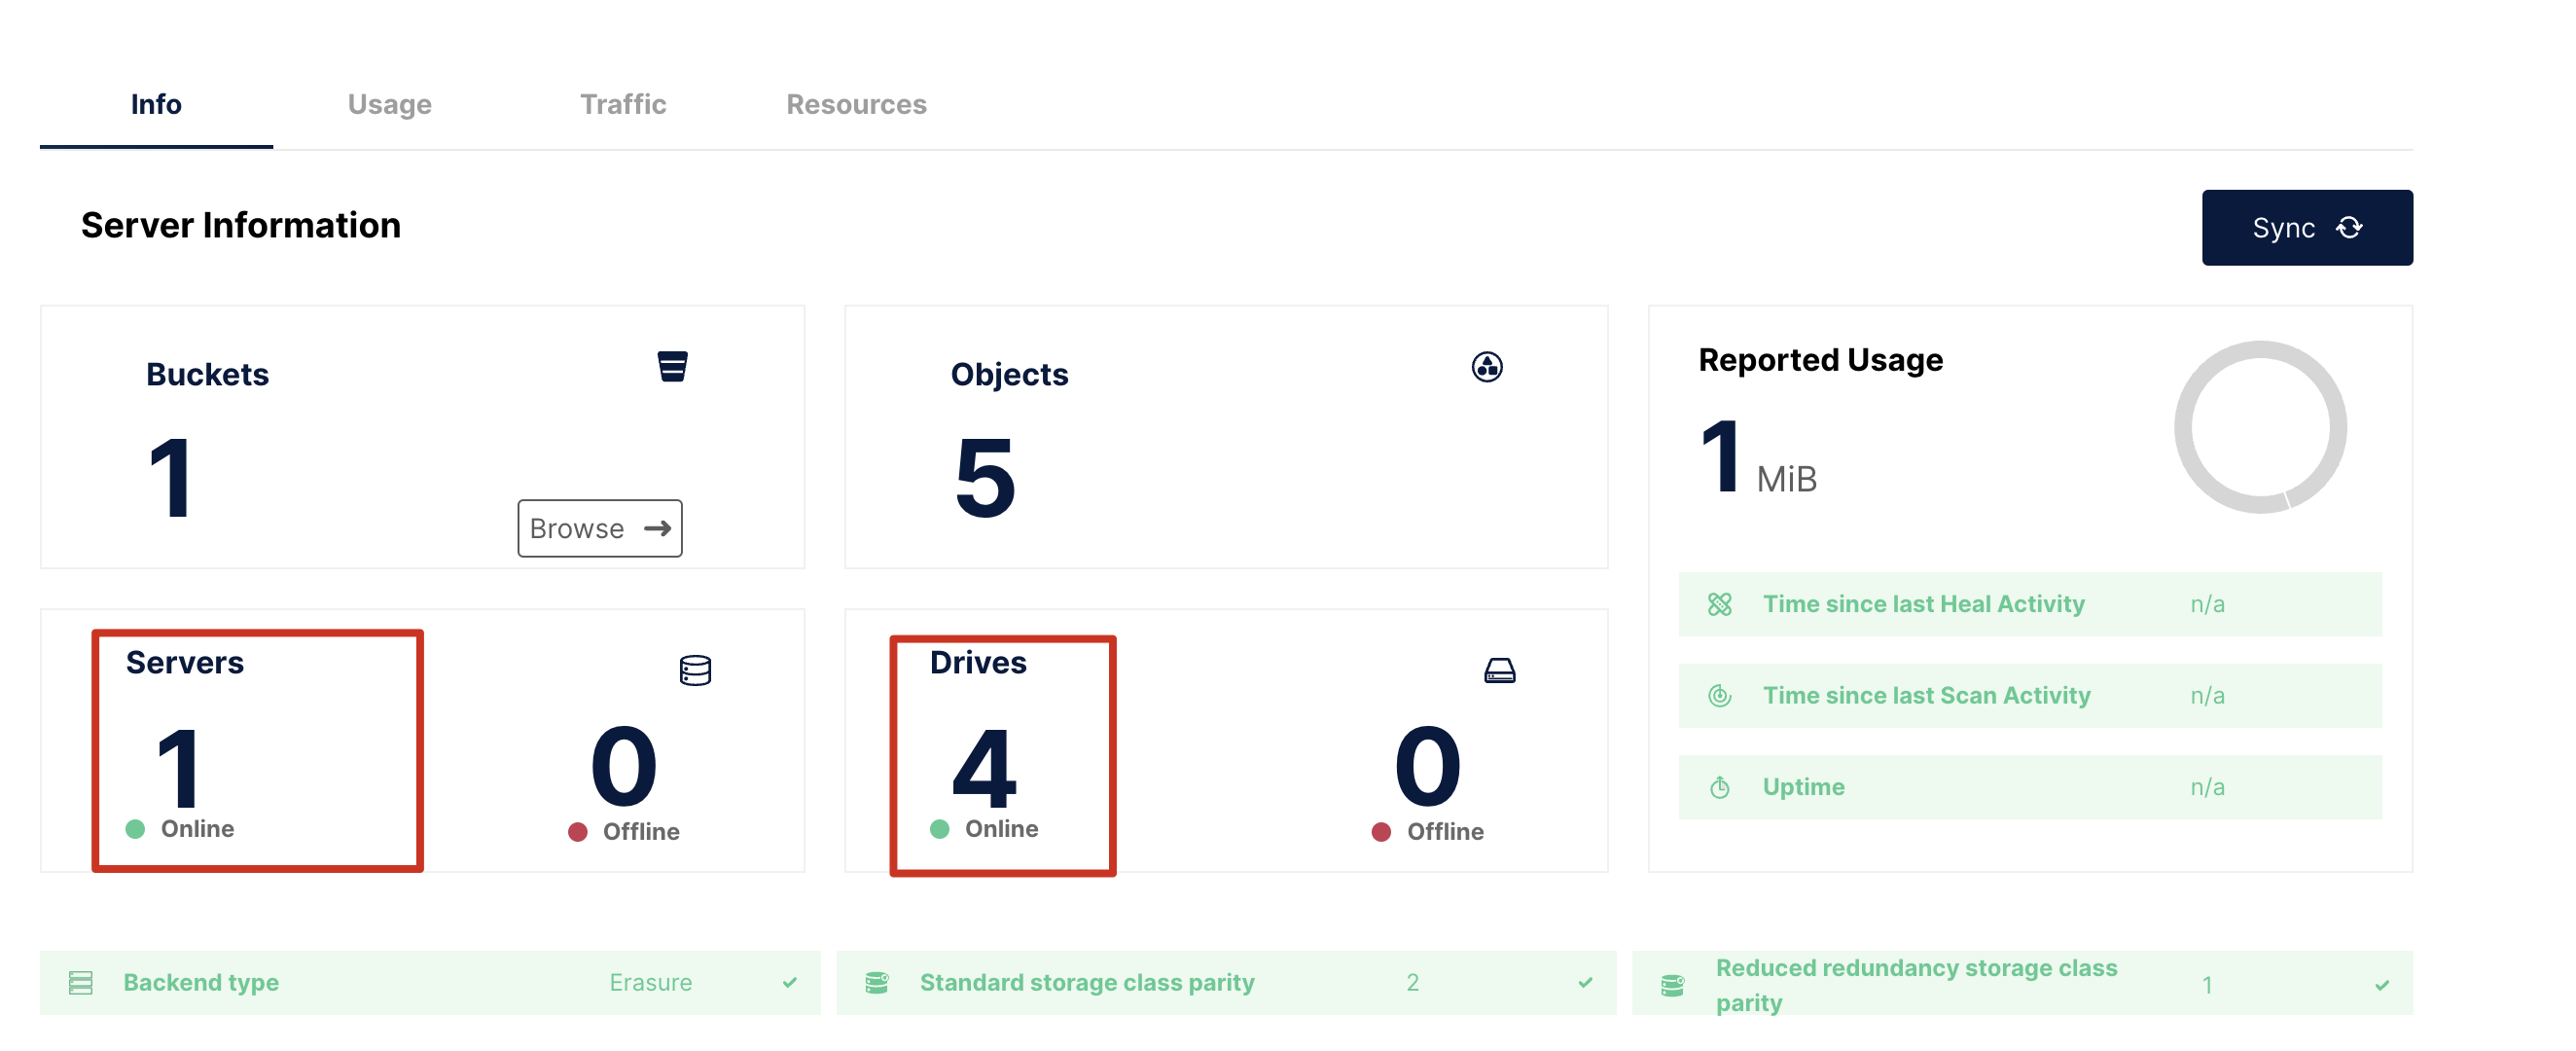 Info Usage Traffic Resources
Server Information
Sync
Buckets
1
Browse
Objects
5
Reported Usage
1 MiB
Time since last Heal Activity n/a
Time since last Scan Activity n/a
Uptime n/a
Servers
1
Online
0
Offline
Drives
4
Online
0
Offline
Backend type Erasure
Standard storage class parity 2
Reduced redundancy storage class
parity
1